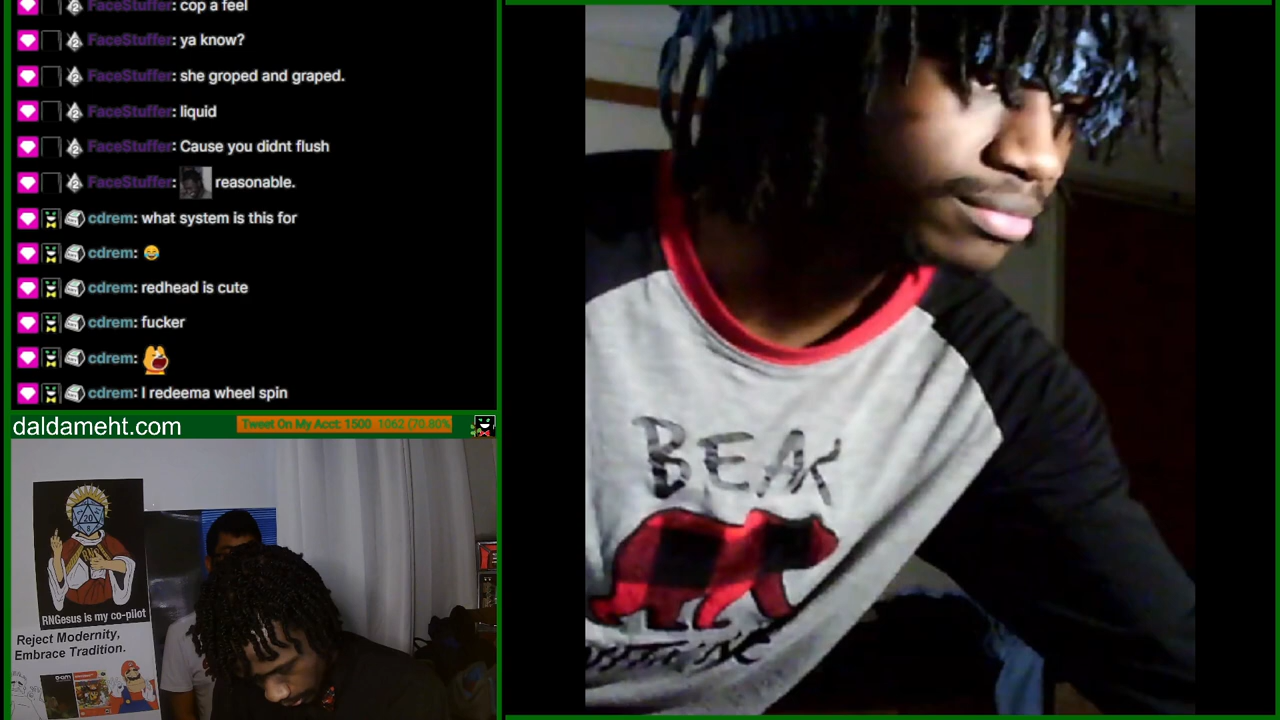 FaceStuffer: cop a feel
FaceStuffer: ya know?
FaceStuffer: she groped and graped.
FaceStuffer: liquid
FaceStuffer: Cause you didnt flush
FaceStuffer: reasonable.
cdrem: what system is this for
cdrem: 😂
cdrem: redhead is cute
cdrem: fucker
cdrem:
cdrem: I redeema wheel spin
daldameht.com
Tweet On My Acct: 1500 1062 (70.80%
20
8
RNGesus is my co-pilot
Reject Modernity,
Embrace Tradition.
BEAR